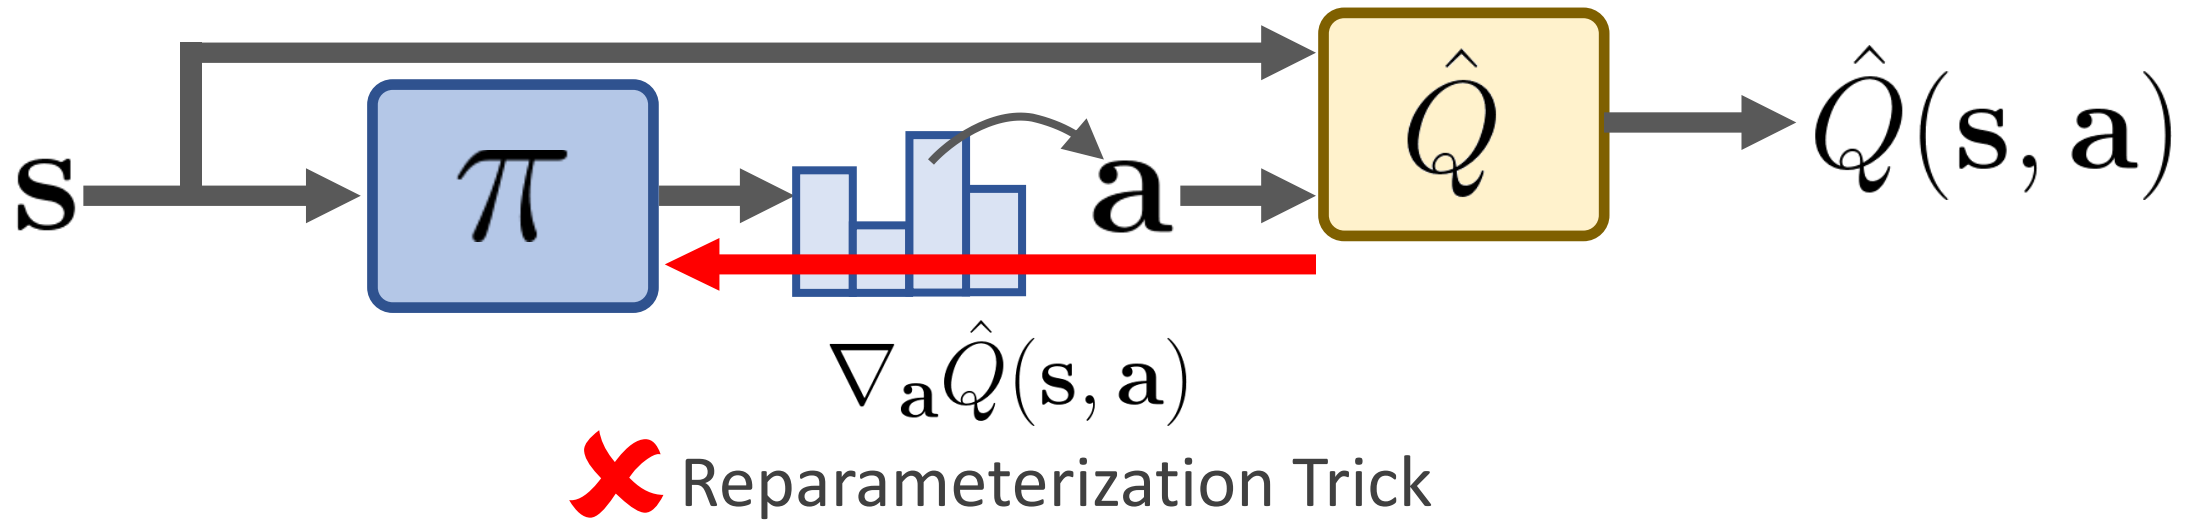 s
π
a
Q̂
Q̂(s, a)
∇ₐQ̂(s, a)
Reparameterization Trick